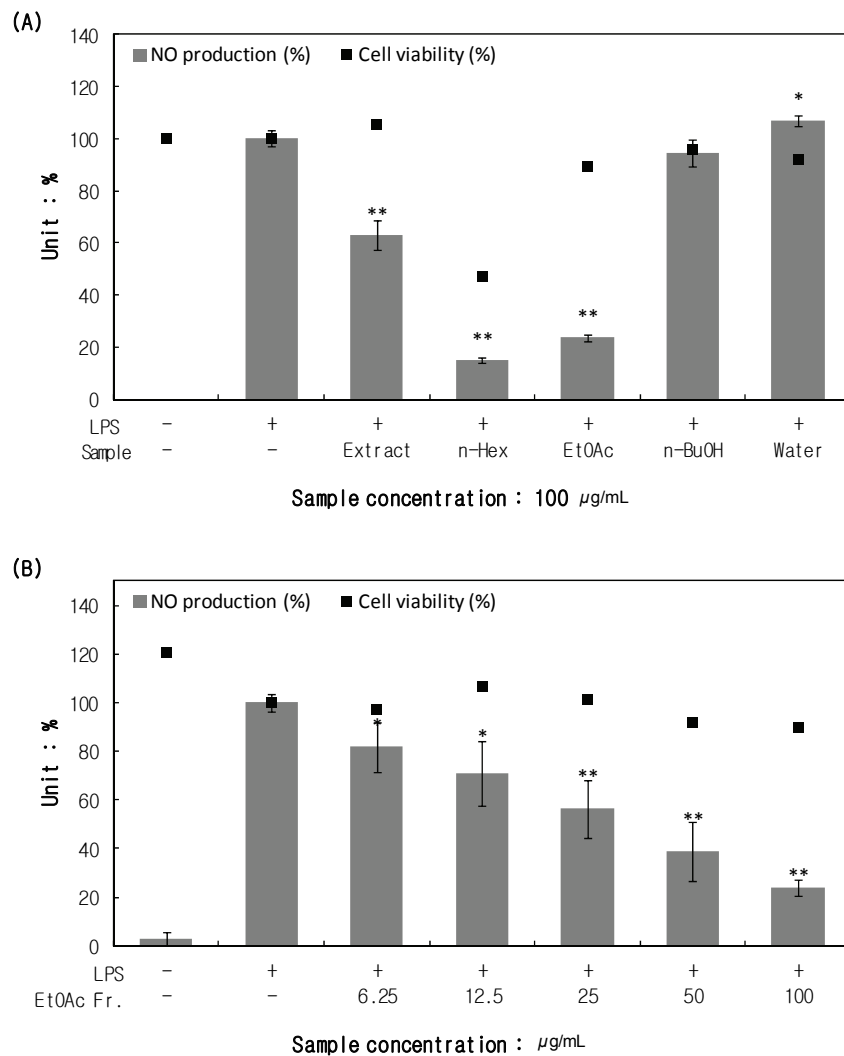 (A)
140
120
100
80
60
40
20
0
Unit : %
NO production (%) Cell viability (%)
** ** ** *
LPS - + + + + + +
Sample - - Extract n-Hex EtOAc n-BuOH Water
Sample concentration : 100 µg/mL
(B)
140
120
100
80
60
40
20
0
Unit : %
NO production (%) Cell viability (%)
* * ** ** **
LPS - + + + + + +
EtOAc Fr. - - 6.25 12.5 25 50 100
Sample concentration : µg/mL